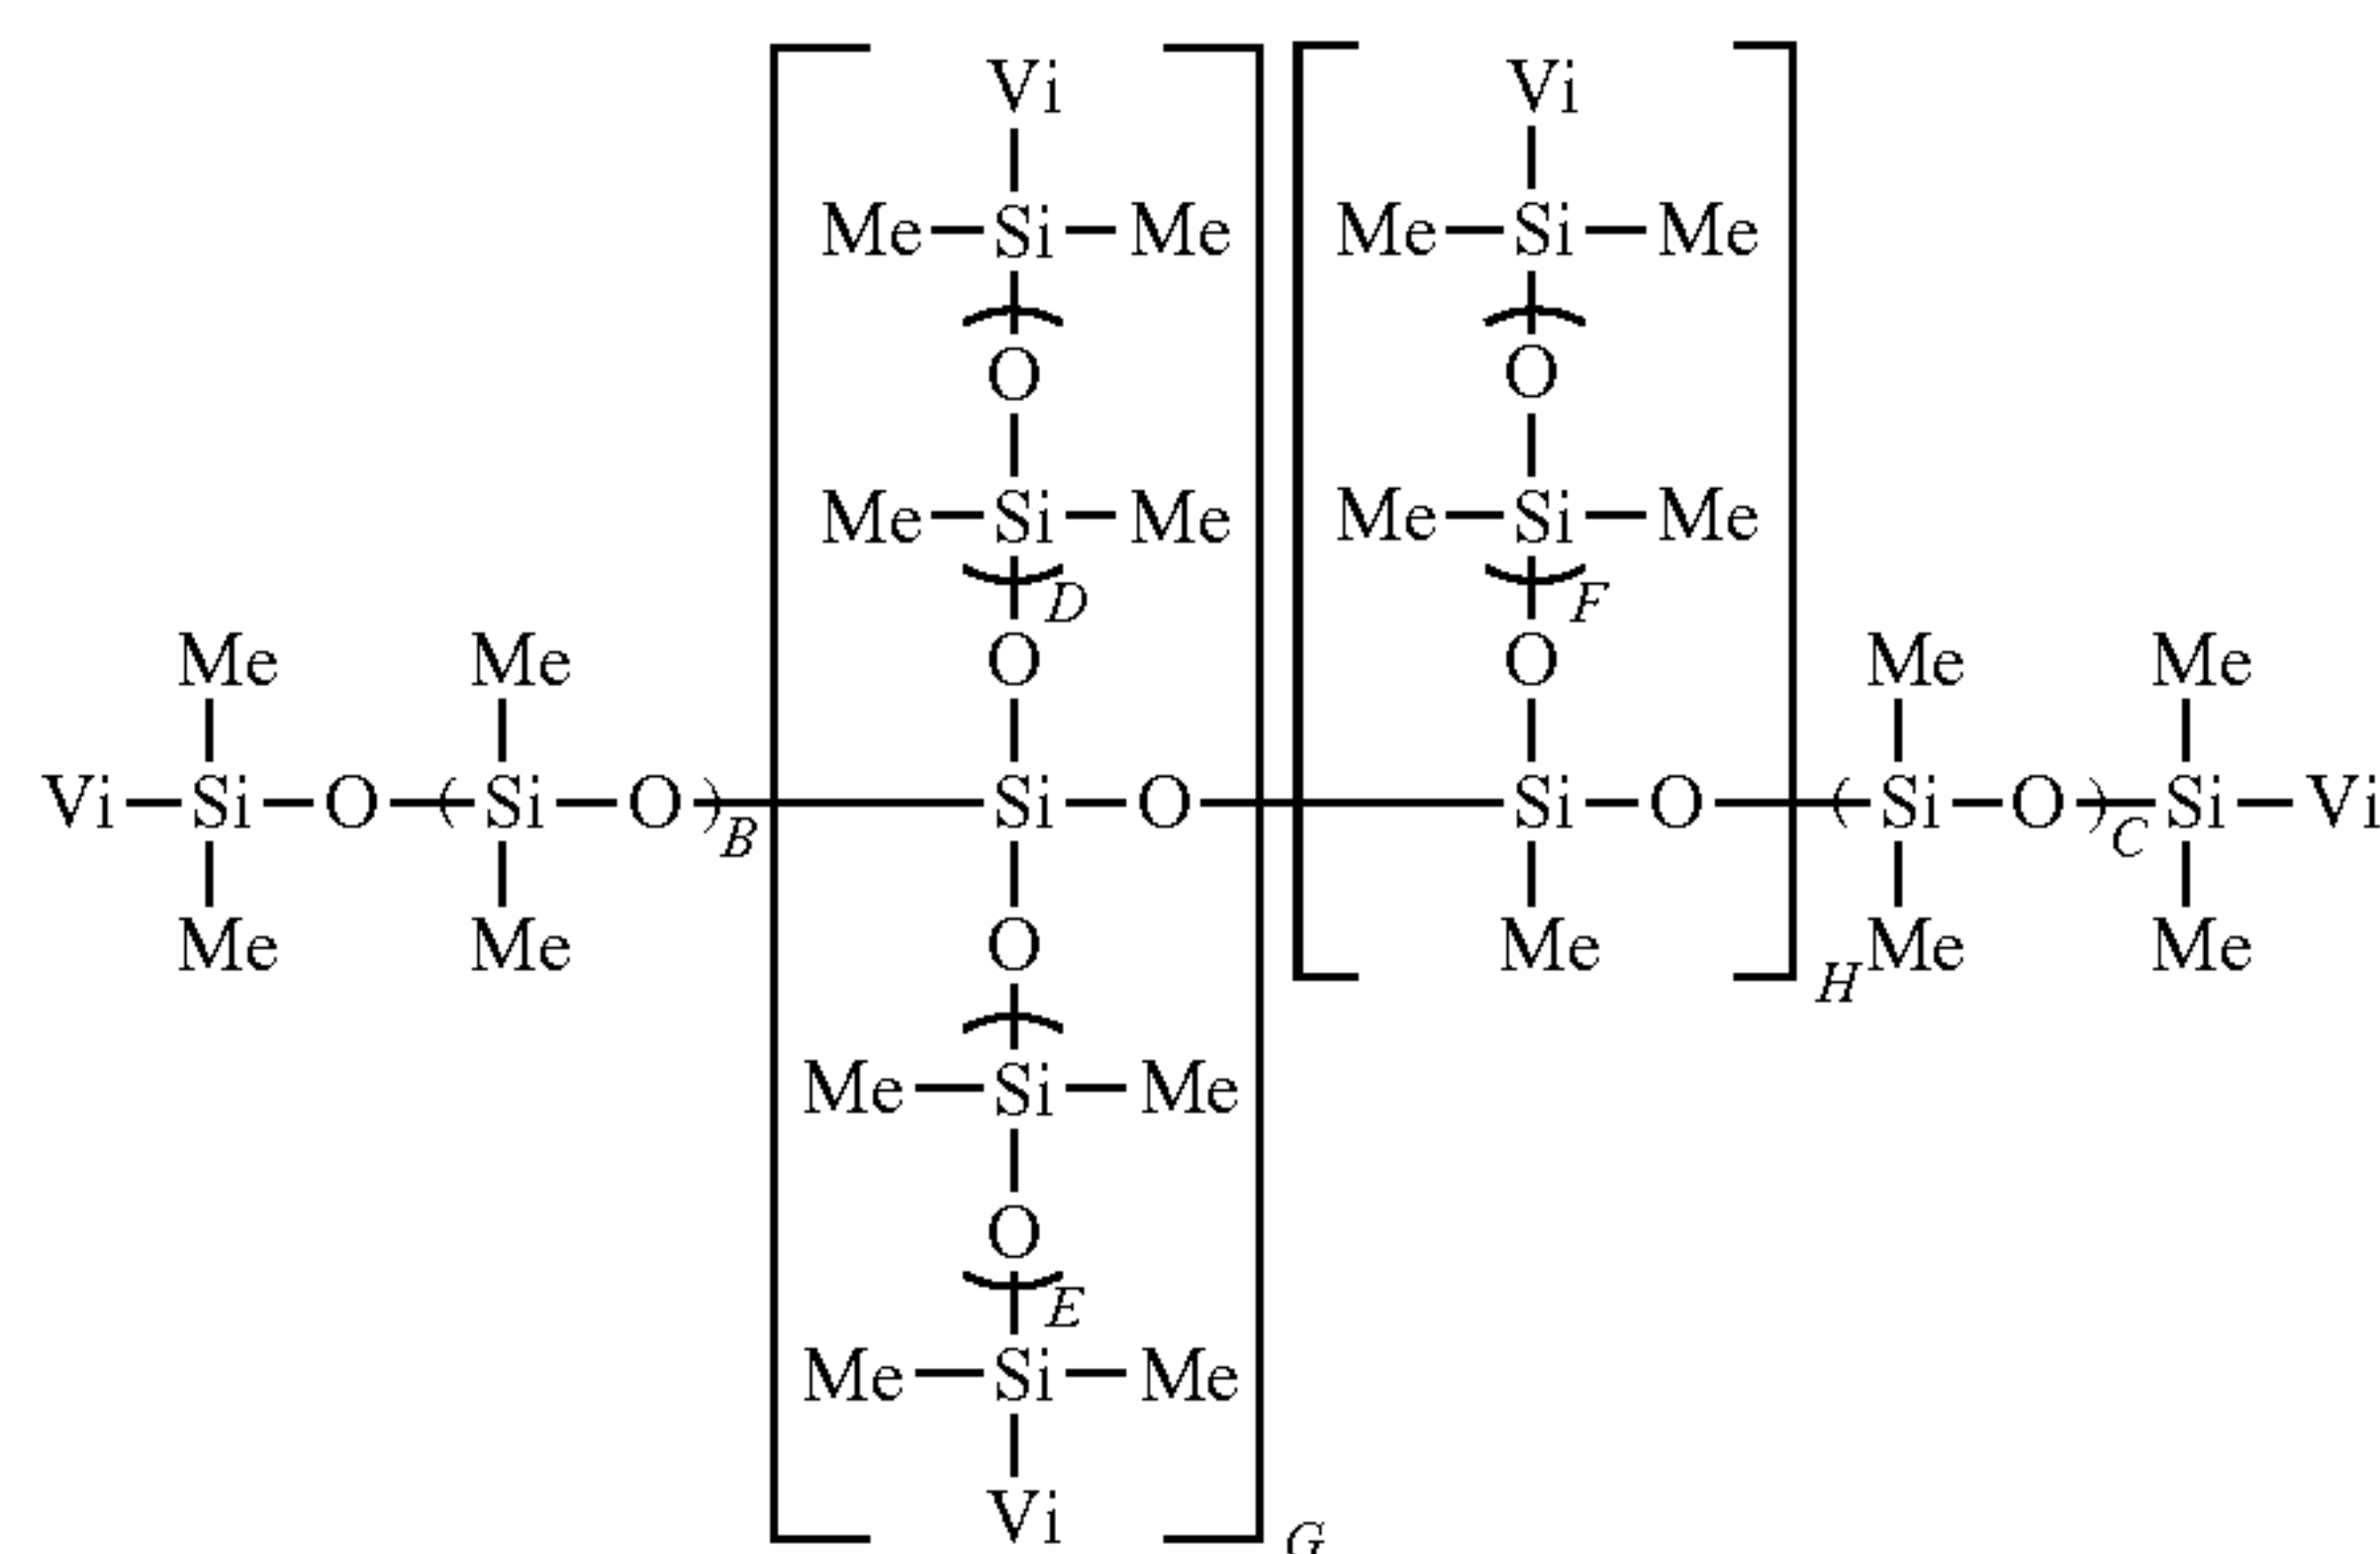 Vi Vi
Me—Si—Me Me—Si—Me
O O
Me—Si—Me Me—Si—Me
D F
Me Me O O Me Me
Vi—Si—O—(Si—O)B—Si—O—Si—O—(Si—O)C—Si—Vi
Me Me O Me H Me Me
Me—Si—Me
O
E
Me—Si—Me
Vi
G